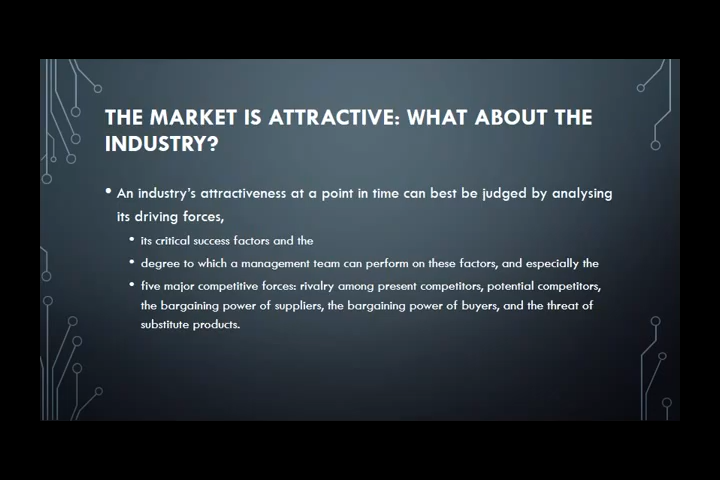 THE MARKET IS ATTRACTIVE: WHAT ABOUT THE
INDUSTRY?
• An industry's attractiveness at a point in time can best be judged by analysing
its driving forces,
• its critical success factors and the
• degree to which a management team can perform on these factors, and especially the
• five major competitive forces: rivalry among present competitors, potential competitors,
the bargaining power of suppliers, the bargaining power of buyers, and the threat of
substitute products.